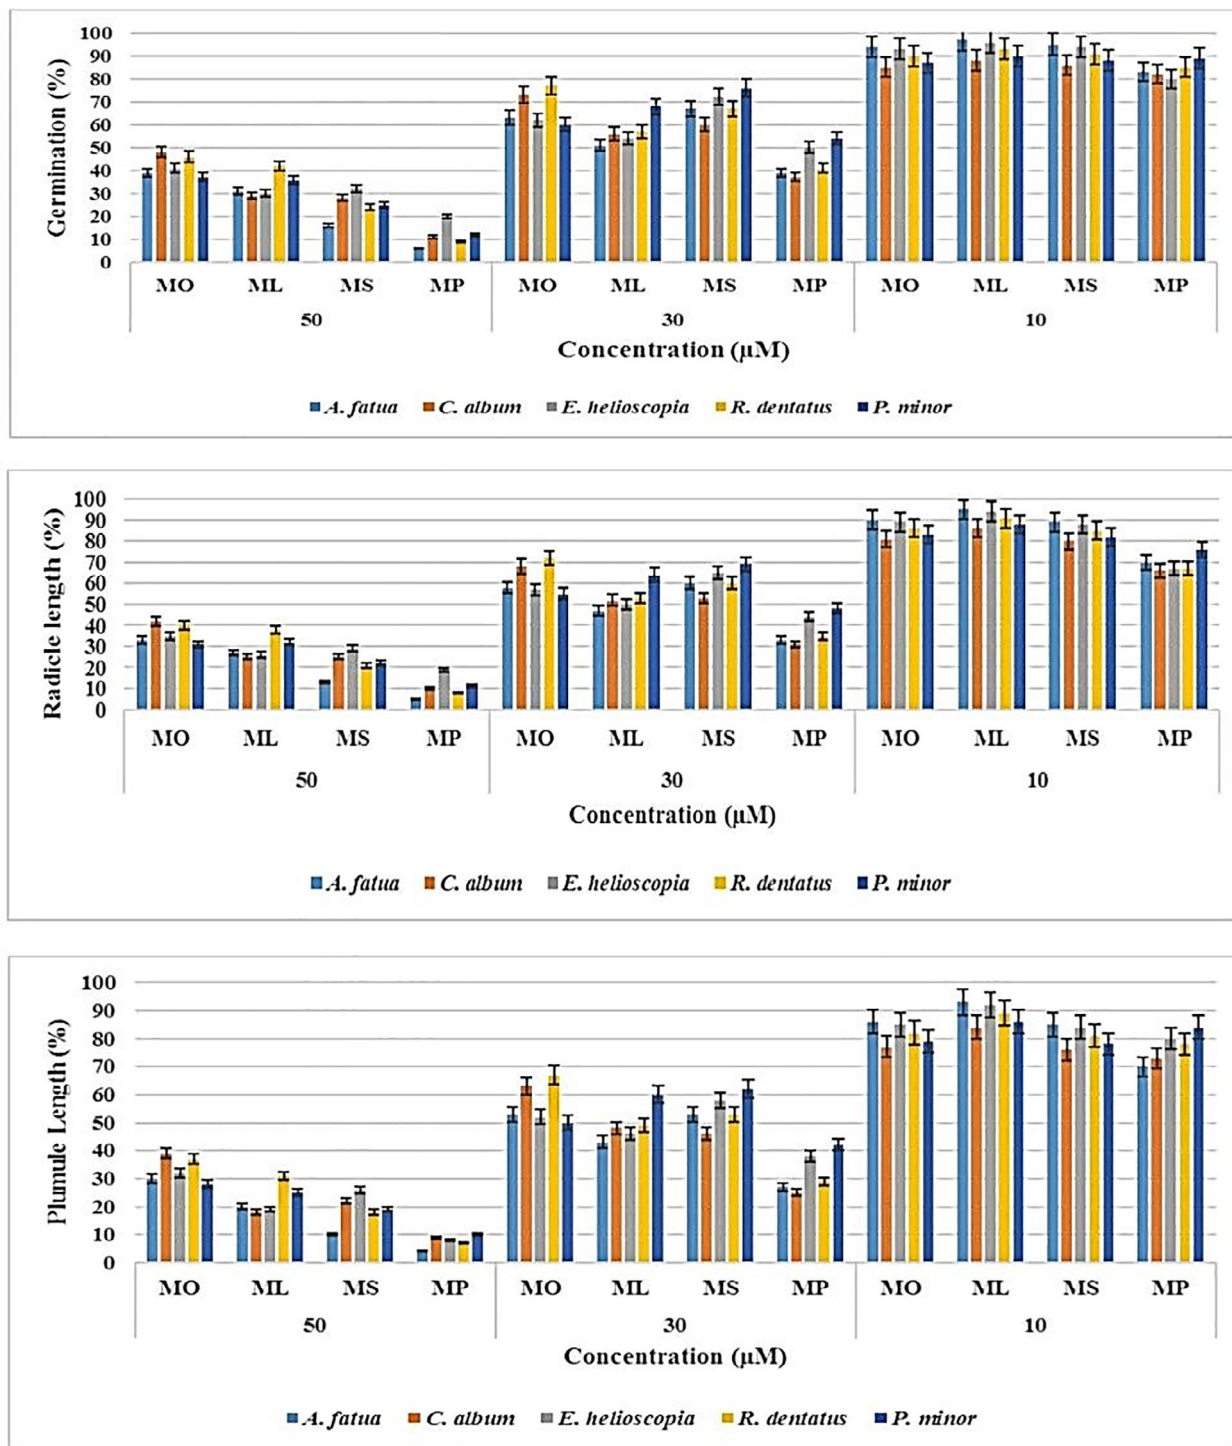 Germination (%)
100
90
80
70
60
50
40
30
20
10
0
MO ML MS MP MO ML MS MP MO ML MS MP
50 30 10
Concentration (µM)
A. fatua C. album E. helioscopia R. dentatus P. minor
Radicle length (%)
100
90
80
70
60
50
40
30
20
10
0
MO ML MS MP MO ML MS MP MO ML MS MP
50 30 10
Concentration (µM)
A. fatua C. album E. helioscopia R. dentatus P. minor
Plumule Length (%)
100
90
80
70
60
50
40
30
20
10
0
MO ML MS MP MO ML MS MP MO ML MS MP
50 30 10
Concentration (µM)
A. fatua C. album E. helioscopia R. dentatus P. minor